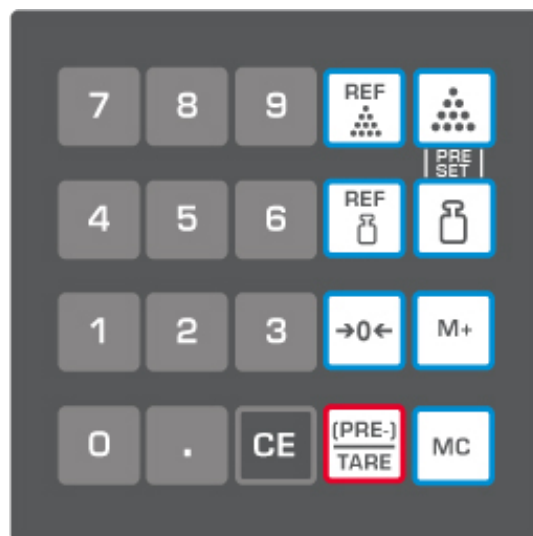 7 8 9 REF
PRE
SET
4 5 6 REF
1 2 3 →0← M+
0 . CE (PRE-) MC
TARE